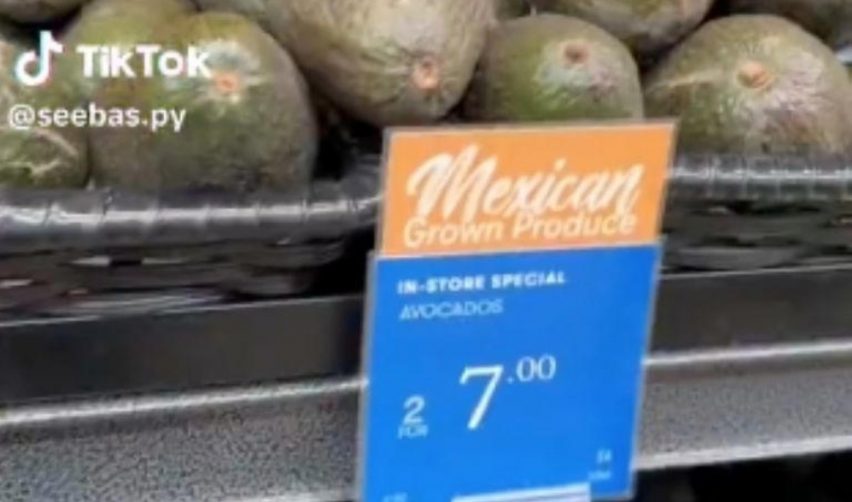 TikTok
@seebas.py
Mexican
Grown Produce
IN-STORE SPECIAL
AVOCADOS
2 FOR 7.00